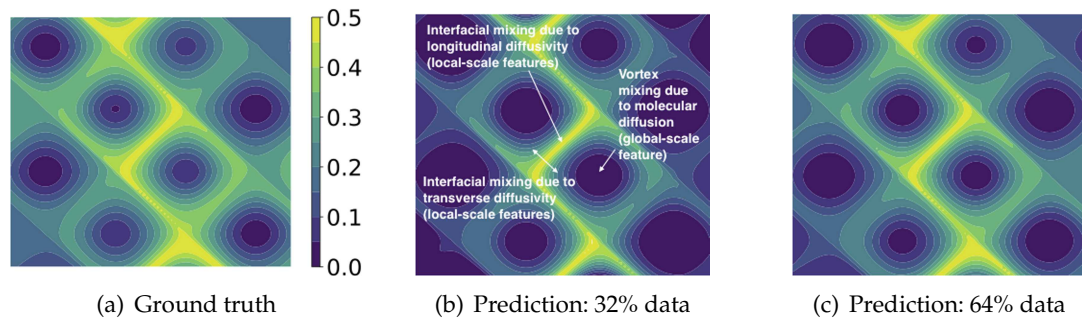 0.5
0.4
0.3
0.2
0.1
0.0
Interfacial mixing due to
longitudinal diffusivity
(local-scale features)
Vortex
mixing due
to molecular
diffusion
(global-scale
feature)
Interfacial mixing due to
transverse diffusivity
(local-scale features)
(a) Ground truth
(b) Prediction: 32% data
(c) Prediction: 64% data